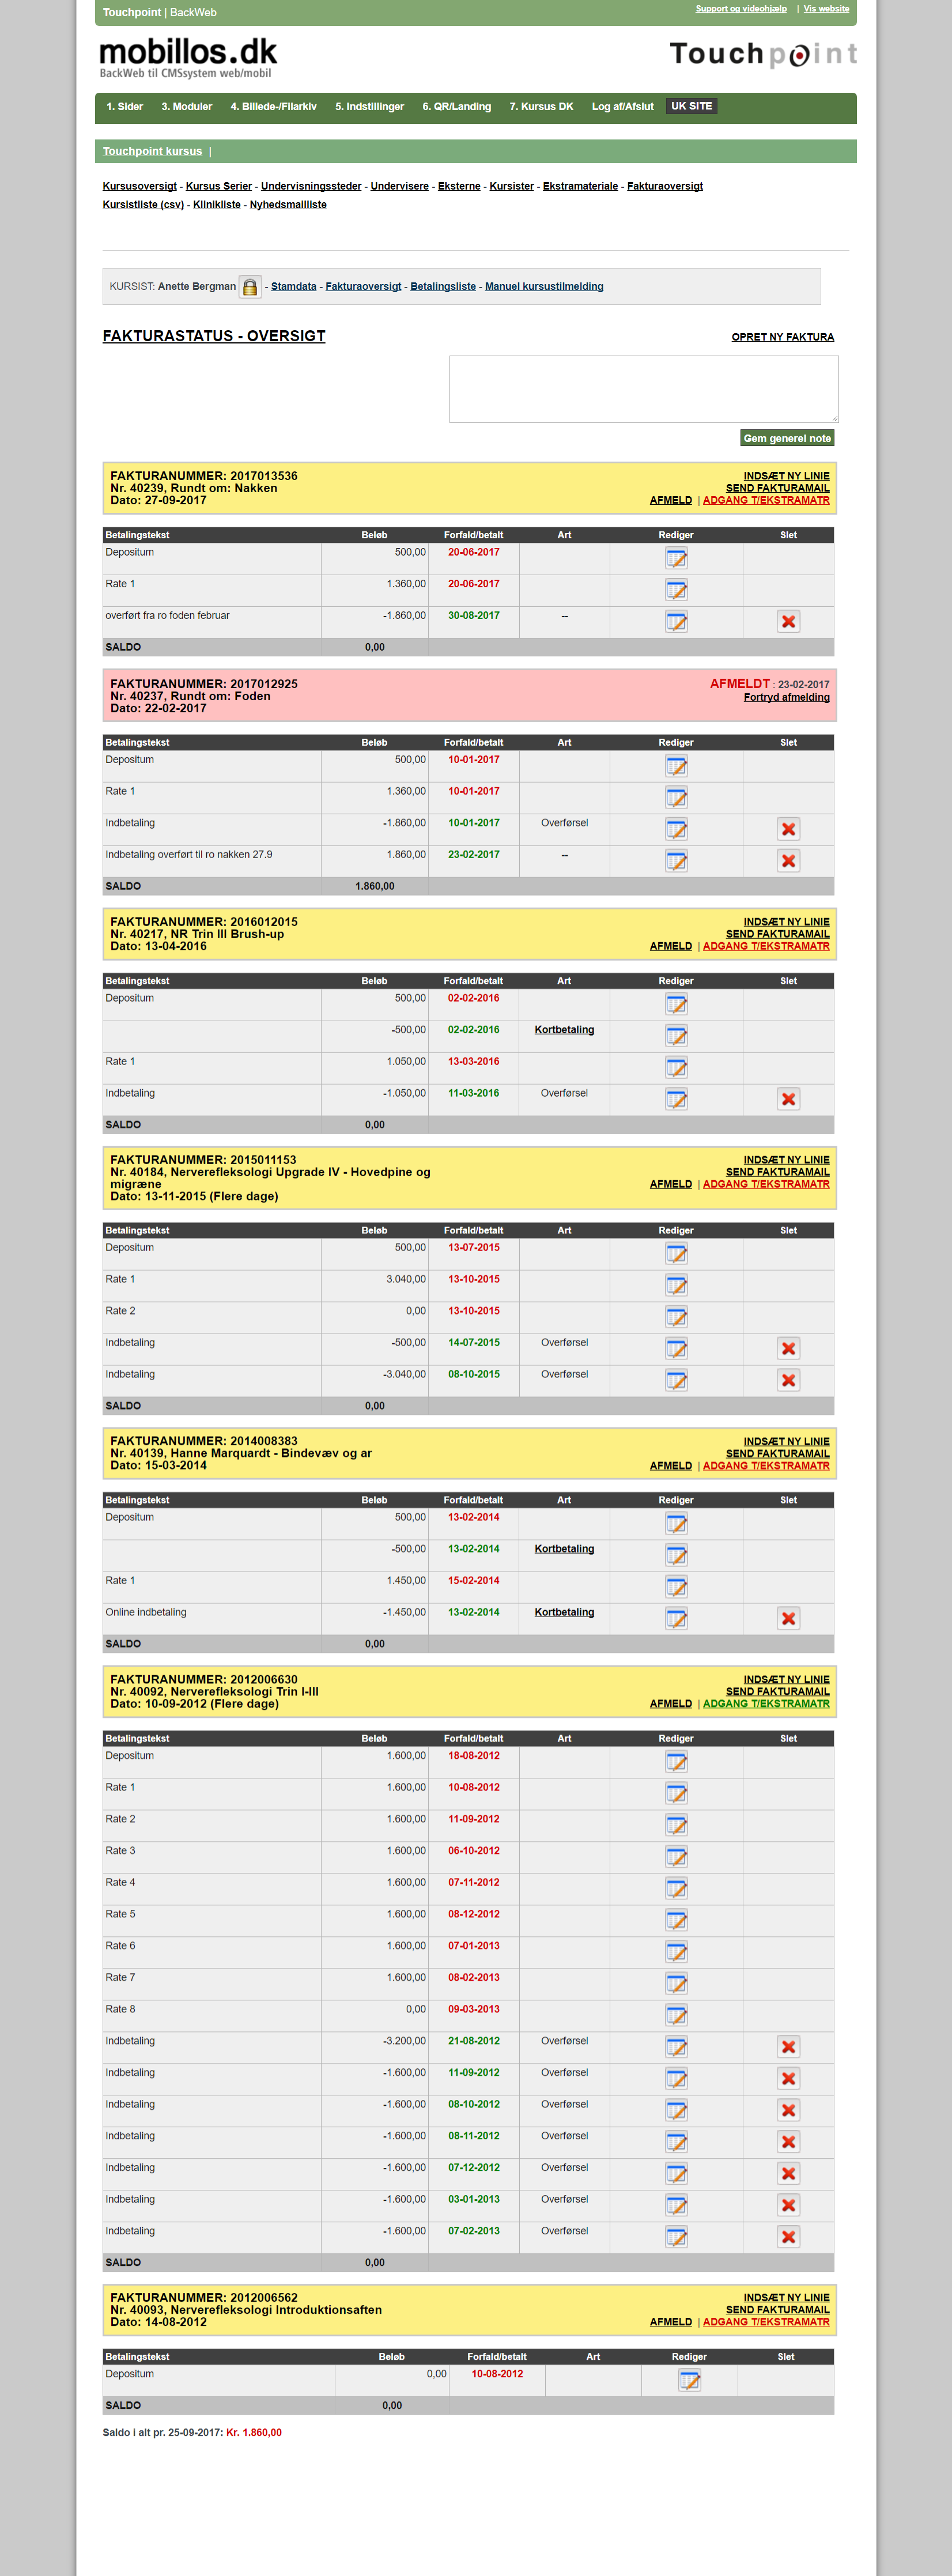 Touchpoint | BackWeb
Support og videohjælp | Vis website
mobillos.dk
BackWeb til CMSsystem web/mobil
Touchpoint
1. Sider 3. Moduler 4. Billede-/Filarkiv 5. Indstillinger 6. QR/Landing 7. Kursus DK Log af/Afslut UK SITE
Touchpoint kursus |
Kursusoversigt - Kursus Serier - Undervisningssteder - Undervisere - Eksterne - Kursister - Ekstramateriale - Fakturaoversigt
Kursistliste (csv) - Klinikliste - Nyhedsmailliste
KURSIST: Anette Bergman - Stamdata - Fakturaoversigt - Betalingsliste - Manuel kursustilmelding
FAKTURASTATUS - OVERSIGT
OPRET NY FAKTURA
Gem generel note
FAKTURANUMMER: 2017013536 INDSÆT NY LINIE
Nr. 40239, Rundt om: Nakken SEND FAKTURAMAIL
Dato: 27-09-2017 AFMELD | ADGANG T/EKSTRAMATR
Betalingstekst Beløb Forfald/betalt Art Rediger Slet
Depositum 500,00 20-06-2017
Rate 1 1.360,00 20-06-2017
overført fra ro foden februar -1.860,00 30-08-2017 --
SALDO 0,00
FAKTURANUMMER: 2017012925 AFMELDT : 23-02-2017
Nr. 40237, Rundt om: Foden Fortryd afmelding
Dato: 22-02-2017
Betalingstekst Beløb Forfald/betalt Art Rediger Slet
Depositum 500,00 10-01-2017
Rate 1 1.360,00 10-01-2017
Indbetaling -1.860,00 10-01-2017 Overførsel
Indbetaling overført til ro nakken 27.9 1.860,00 23-02-2017 --
SALDO 1.860,00
FAKTURANUMMER: 2016012015 INDSÆT NY LINIE
Nr. 40217, NR Trin III Brush-up SEND FAKTURAMAIL
Dato: 13-04-2016 AFMELD | ADGANG T/EKSTRAMATR
Betalingstekst Beløb Forfald/betalt Art Rediger Slet
Depositum 500,00 02-02-2016
-500,00 02-02-2016 Kortbetaling
Rate 1 1.050,00 13-03-2016
Indbetaling -1.050,00 11-03-2016 Overførsel
SALDO 0,00
FAKTURANUMMER: 2015011153 INDSÆT NY LINIE
Nr. 40184, Nerverefleksologi Upgrade IV - Hovedpine og SEND FAKTURAMAIL
migræne AFMELD | ADGANG T/EKSTRAMATR
Dato: 13-11-2015 (Flere dage)
Betalingstekst Beløb Forfald/betalt Art Rediger Slet
Depositum 500,00 13-07-2015
Rate 1 3.040,00 13-10-2015
Rate 2 0,00 13-10-2015
Indbetaling -500,00 14-07-2015 Overførsel
Indbetaling -3.040,00 08-10-2015 Overførsel
SALDO 0,00
FAKTURANUMMER: 2014008383 INDSÆT NY LINIE
Nr. 40139, Hanne Marquardt - Bindevæv og ar SEND FAKTURAMAIL
Dato: 15-03-2014 AFMELD | ADGANG T/EKSTRAMATR
Betalingstekst Beløb Forfald/betalt Art Rediger Slet
Depositum 500,00 13-02-2014
-500,00 13-02-2014 Kortbetaling
Rate 1 1.450,00 15-02-2014
Online indbetaling -1.450,00 13-02-2014 Kortbetaling
SALDO 0,00
FAKTURANUMMER: 2012006630 INDSÆT NY LINIE
Nr. 40092, Nerverefleksologi Trin I-III SEND FAKTURAMAIL
Dato: 10-09-2012 (Flere dage) AFMELD | ADGANG T/EKSTRAMATR
Betalingstekst Beløb Forfald/betalt Art Rediger Slet
Depositum 1.600,00 18-08-2012
Rate 1 1.600,00 10-08-2012
Rate 2 1.600,00 11-09-2012
Rate 3 1.600,00 06-10-2012
Rate 4 1.600,00 07-11-2012
Rate 5 1.600,00 08-12-2012
Rate 6 1.600,00 07-01-2013
Rate 7 1.600,00 08-02-2013
Rate 8 0,00 09-03-2013
Indbetaling -3.200,00 21-08-2012 Overførsel
Indbetaling -1.600,00 11-09-2012 Overførsel
Indbetaling -1.600,00 08-10-2012 Overførsel
Indbetaling -1.600,00 08-11-2012 Overførsel
Indbetaling -1.600,00 07-12-2012 Overførsel
Indbetaling -1.600,00 03-01-2013 Overførsel
Indbetaling -1.600,00 07-02-2013 Overførsel
SALDO 0,00
FAKTURANUMMER: 2012006562 INDSÆT NY LINIE
Nr. 40093, Nerverefleksologi Introduktionsaften SEND FAKTURAMAIL
Dato: 14-08-2012 AFMELD | ADGANG T/EKSTRAMATR
Betalingstekst Beløb Forfald/betalt Art Rediger Slet
Depositum 0,00 10-08-2012
SALDO 0,00
Saldo i alt pr. 25-09-2017: Kr. 1.860,00